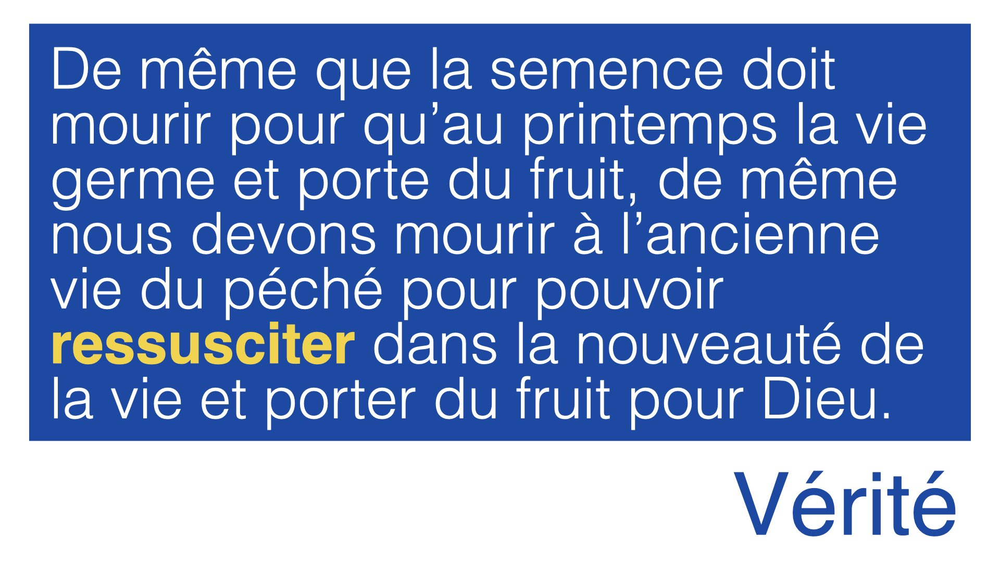 De même que la semence doit
mourir pour qu’au printemps la vie
germe et porte du fruit, de même
nous devons mourir à l’ancienne
vie du péché pour pouvoir
ressusciter dans la nouveauté de
la vie et porter du fruit pour Dieu.
Vérité